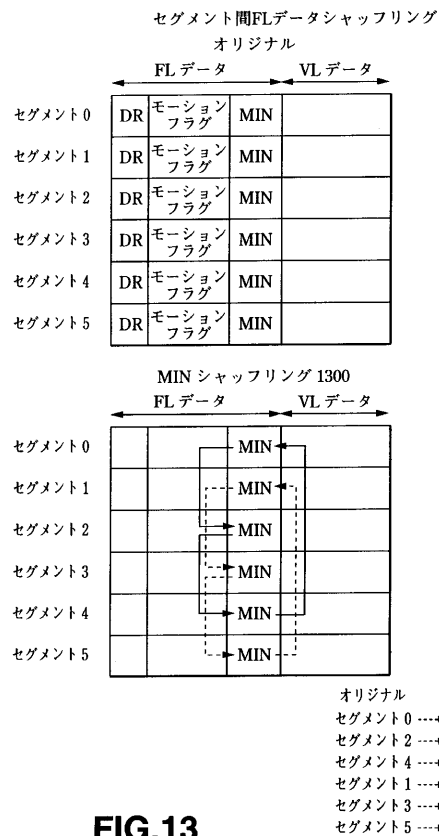 セグメント間FLデータシャッフリング
オリジナル
FL データ VL データ
セグメント 0 DR モーション フラグ MIN
セグメント 1 DR モーション フラグ MIN
セグメント 2 DR モーション フラグ MIN
セグメント 3 DR モーション フラグ MIN
セグメント 4 DR モーション フラグ MIN
セグメント 5 DR モーション フラグ MIN
MIN シャッフリング 1300
FL データ VL データ
セグメント 0 MIN
セグメント 1 MIN
セグメント 2 MIN
セグメント 3 MIN
セグメント 4 MIN
セグメント 5 MIN
オリジナル
セグメント 0
セグメント 2
セグメント 4
セグメント 1
セグメント 3
セグメント 5
FIG.13